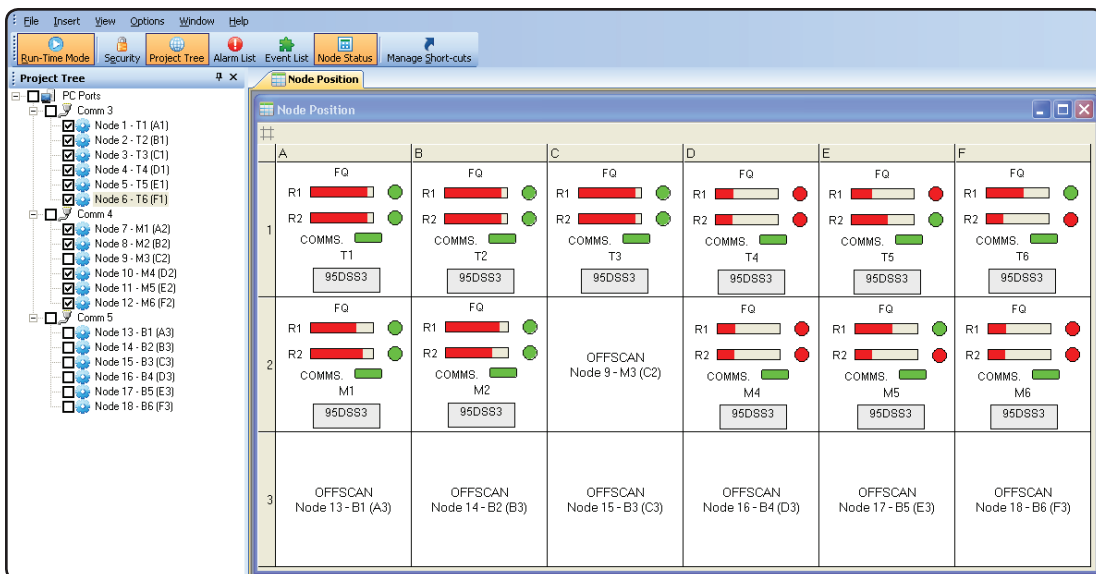 File Insert View Options Window Help
Run-Time Mode Security Project Tree Alarm List Event List Node Status Manage Short-cuts
Project Tree
PC Ports
Comm 3
Node 1 - T1 (A1)
Node 2 - T2 (B1)
Node 3 - T3 (C1)
Node 4 - T4 (D1)
Node 5 - T5 (E1)
Node 6 - T6 (F1)
Comm 4
Node 7 - M1 (A2)
Node 8 - M2 (B2)
Node 9 - M3 (C2)
Node 10 - M4 (D2)
Node 11 - M5 (E2)
Node 12 - M6 (F2)
Comm 5
Node 13 - B1 (A3)
Node 14 - B2 (B3)
Node 15 - B3 (C3)
Node 16 - B4 (D3)
Node 17 - B5 (E3)
Node 18 - B6 (F3)
Node Position
Node Position
A B C D E F
1
FQ FQ FQ FQ FQ FQ
R1 R1 R1 R1 R1 R1
R2 R2 R2 R2 R2 R2
COMMS. COMMS. COMMS. COMMS. COMMS. COMMS.
T1 T2 T3 T4 T5 T6
95DSS3 95DSS3 95DSS3 95DSS3 95DSS3 95DSS3
2
FQ FQ FQ FQ FQ
R1 R1 R1 R1 R1
R2 R2 OFFSCAN R2 R2 R2
COMMS. COMMS. Node 9 - M3 (C2) COMMS. COMMS. COMMS.
M1 M2 M4 M5 M6
95DSS3 95DSS3 95DSS3 95DSS3 95DSS3
3
OFFSCAN OFFSCAN OFFSCAN OFFSCAN OFFSCAN OFFSCAN
Node 13 - B1 (A3) Node 14 - B2 (B3) Node 15 - B3 (C3) Node 16 - B4 (D3) Node 17 - B5 (E3) Node 18 - B6 (F3)